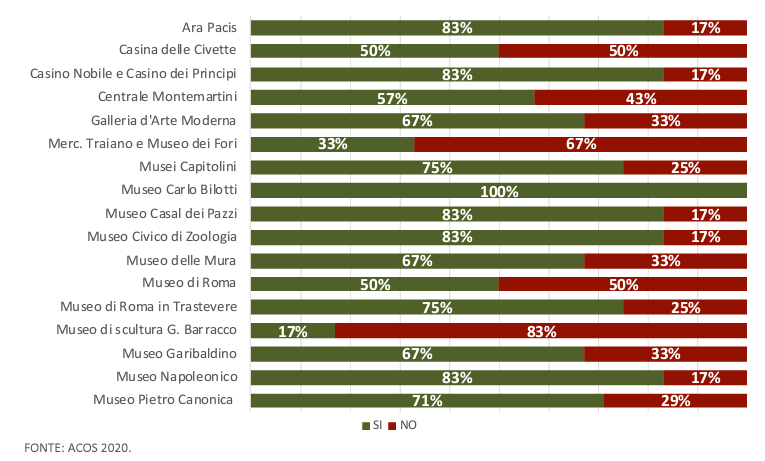 Ara Pacis 83% 17%
Casina delle Civette 50% 50%
Casino Nobile e Casino dei Principi 83% 17%
Centrale Montemartini 57% 43%
Galleria d'Arte Moderna 67% 33%
Merc. Traiano e Museo dei Fori 33% 67%
Musei Capitolini 75% 25%
Museo Carlo Bilotti 100%
Museo Casal dei Pazzi 83% 17%
Museo Civico di Zoologia 83% 17%
Museo delle Mura 67% 33%
Museo di Roma 50% 50%
Museo di Roma in Trastevere 75% 25%
Museo di scultura G. Barracco 17% 83%
Museo Garibaldino 67% 33%
Museo Napoleonico 83% 17%
Museo Pietro Canonica 71% 29%
SI NO
FONTE: ACOS 2020.